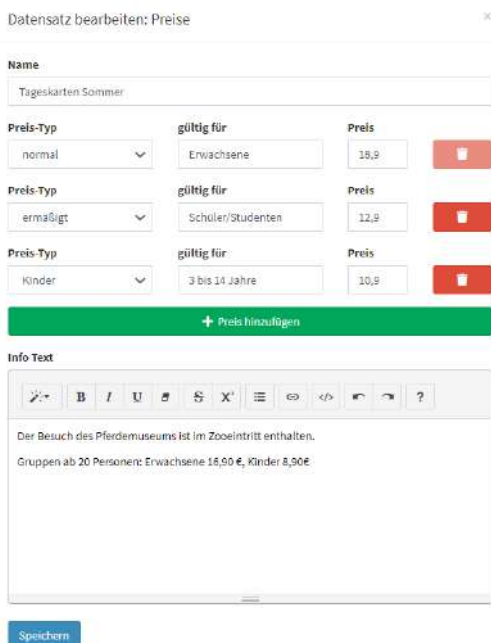 Datensatz bearbeiten: Preise ×
Name
Tageskarten Sommer
Preis-Typ gültig für Preis
normal Erwachsene 18,9
Preis-Typ gültig für Preis
ermäßigt Schüler/Studenten 12,9
Preis-Typ gültig für Preis
Kinder 3 bis 14 Jahre 10,9
+ Preis hinzufügen
Info Text
B I U S X² </> ?
Der Besuch des Pferdemuseums ist im Zooeintritt enthalten.
Gruppen ab 20 Personen: Erwachsene 16,90 €, Kinder 8,90€
Speichern